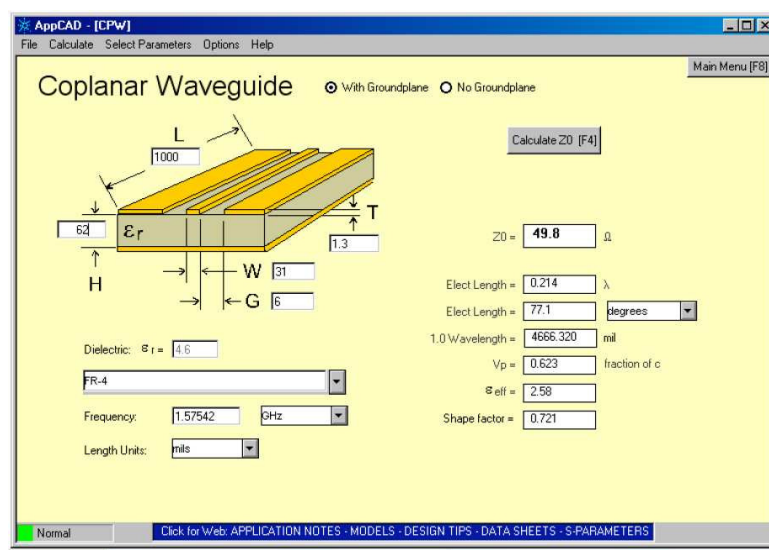 AppCAD - [CPW]
File Calculate Select Parameters Options Help
Main Menu [F8]
Coplanar Waveguide With Groundplane No Groundplane
L
1000
Calculate Z0 [F4]
62 εr T
1.3
Z0 = 49.8 Ω
H W 31
G 6
Elect Length = 0.214 λ
Elect Length = 77.1 degrees
1.0 Wavelength = 4666.320 mil
Dielectric: εr = 4.6
Vp = 0.623 fraction of c
FR-4
εeff = 2.58
Frequency: 1.57542 GHz
Shape factor = 0.721
Length Units: mils
Normal Click for Web: APPLICATION NOTES - MODELS - DESIGN TIPS - DATA SHEETS - S-PARAMETERS